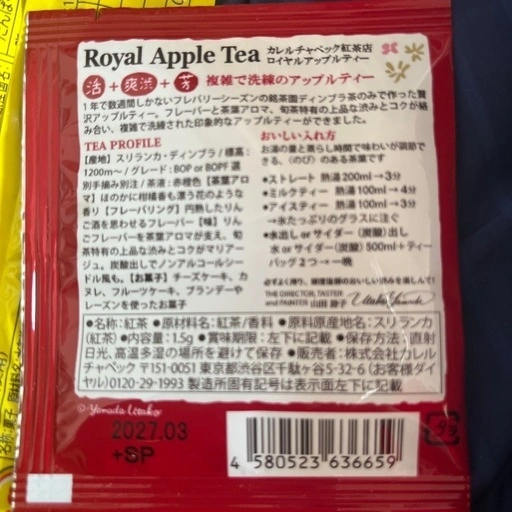 Royal Apple Tea カレルチャペック紅茶店
ロイヤルアップルティー
活+爽渋+芳 複雑で洗練のアップルティー
1年で数週間しかないフレバリーシーズンの銘茶園ディンブラ茶のみで作った贅
沢アップルティー。フレーバーと茶葉アロマ、旬茶特有の上品な渋みとコクが絡
み合い、複雑で洗練された印象的なアップルティーができました。
TEA PROFILE
【産地】スリランカ・ディンブラ/標高:
1200m〜/グレード:BOP or BOPF 選
別手摘み別注/茶液:赤橙色【茶葉アロ
マ】ほのかに柑橘香も漂う花のような
香り【フレーバリング】円熟したりん
ご酒を思わせるフレーバー【味】りん
ごフレーバーを茶葉アロマが支え、旬
茶特有の上品な渋みとコクがマリアー
ジュ。炭酸出しでノンアルコールシー
ドル風も。【お菓子】チーズケーキ、カ
ヌレ、フルーツケーキ、ブランデーや
レーズンを使ったお菓子
おいしい入れ方
お湯の量と蒸らし時間で味わいが調節で
きる、〈のび〉のある茶葉です
●ストレート 熱湯200ml→3分
●ミルクティー 熱湯100ml→4分
●アイスティー 熱湯100ml→3分
→氷たっぷりのグラスに注ぐ
●水出し or サイダー(炭酸)出し
水 or サイダー(炭酸) 500ml+ティー
バッグ2つ→一晩
THE DIRECTOR, TASTER
and PAINTER 山田 詩子 Utako Yamada
●名称:紅茶 ●原材料名:紅茶/香料 ●原料原産地名:スリランカ
(紅茶) ●内容量:1.5g ●賞味期限:左下に記載 ●保存方法:直射
日光、高温多湿の場所を避けて保存 ●販売者:株式会社カレル
チャペック 〒151-0051 東京都渋谷区千駄ヶ谷5-32-6 (お客様ダイ
ヤル)0120-29-1993 製造所固有記号は表示面左下に記載
© Yamada Utako
2027.03
+SP
4 580523 636659